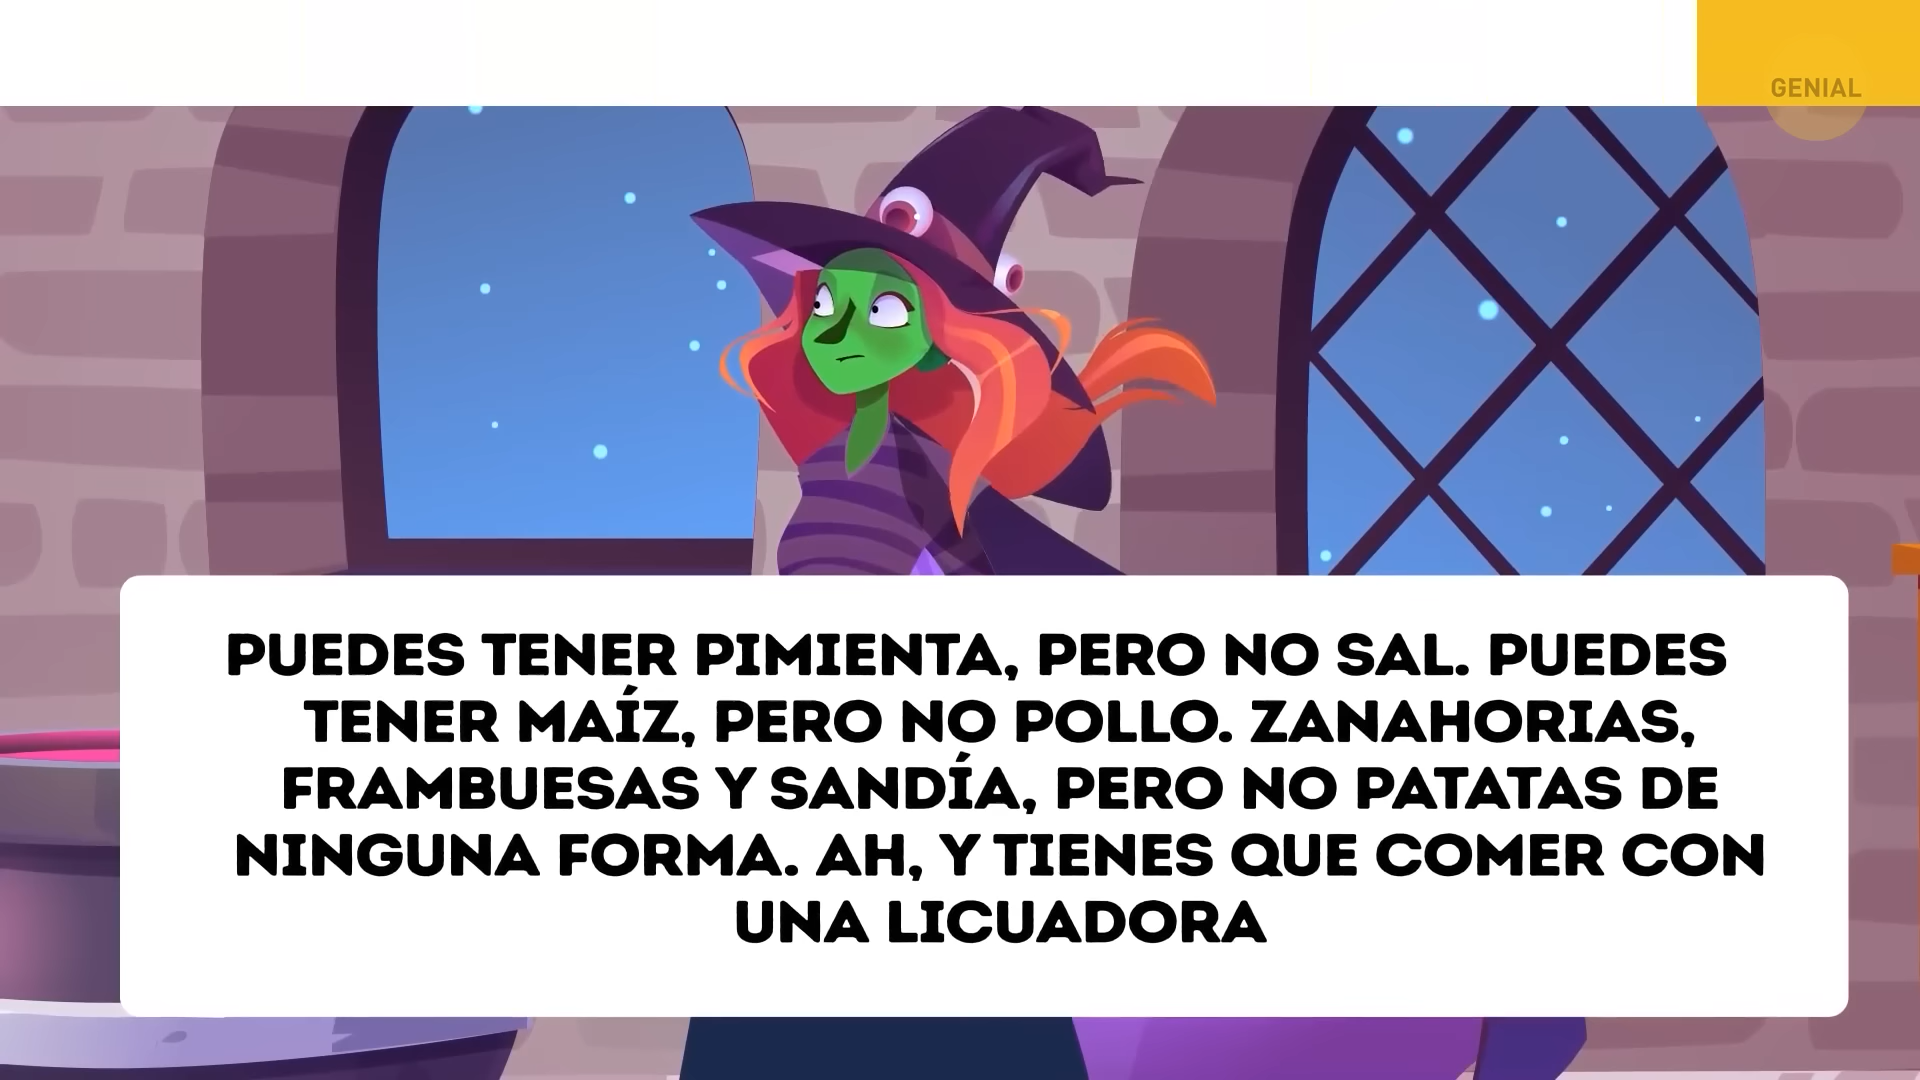 GENIAL
PUEDES TENER PIMIENTA, PERO NO SAL. PUEDES
TENER MAÍZ, PERO NO POLLO. ZANAHORIAS,
FRAMBUESAS Y SANDÍA, PERO NO PATATAS DE
NINGUNA FORMA. AH, Y TIENES QUE COMER CON
UNA LICUADORA